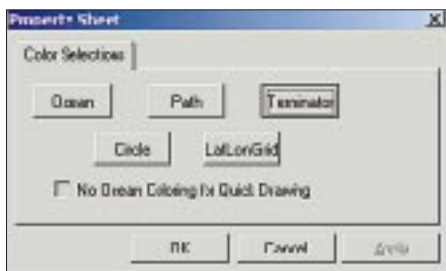 Property Sheet
Color Selections
Ocean Path Terminator
Circle LatLonGrid
No Ocean Coloring for Quick Drawing
OK Cancel Apply